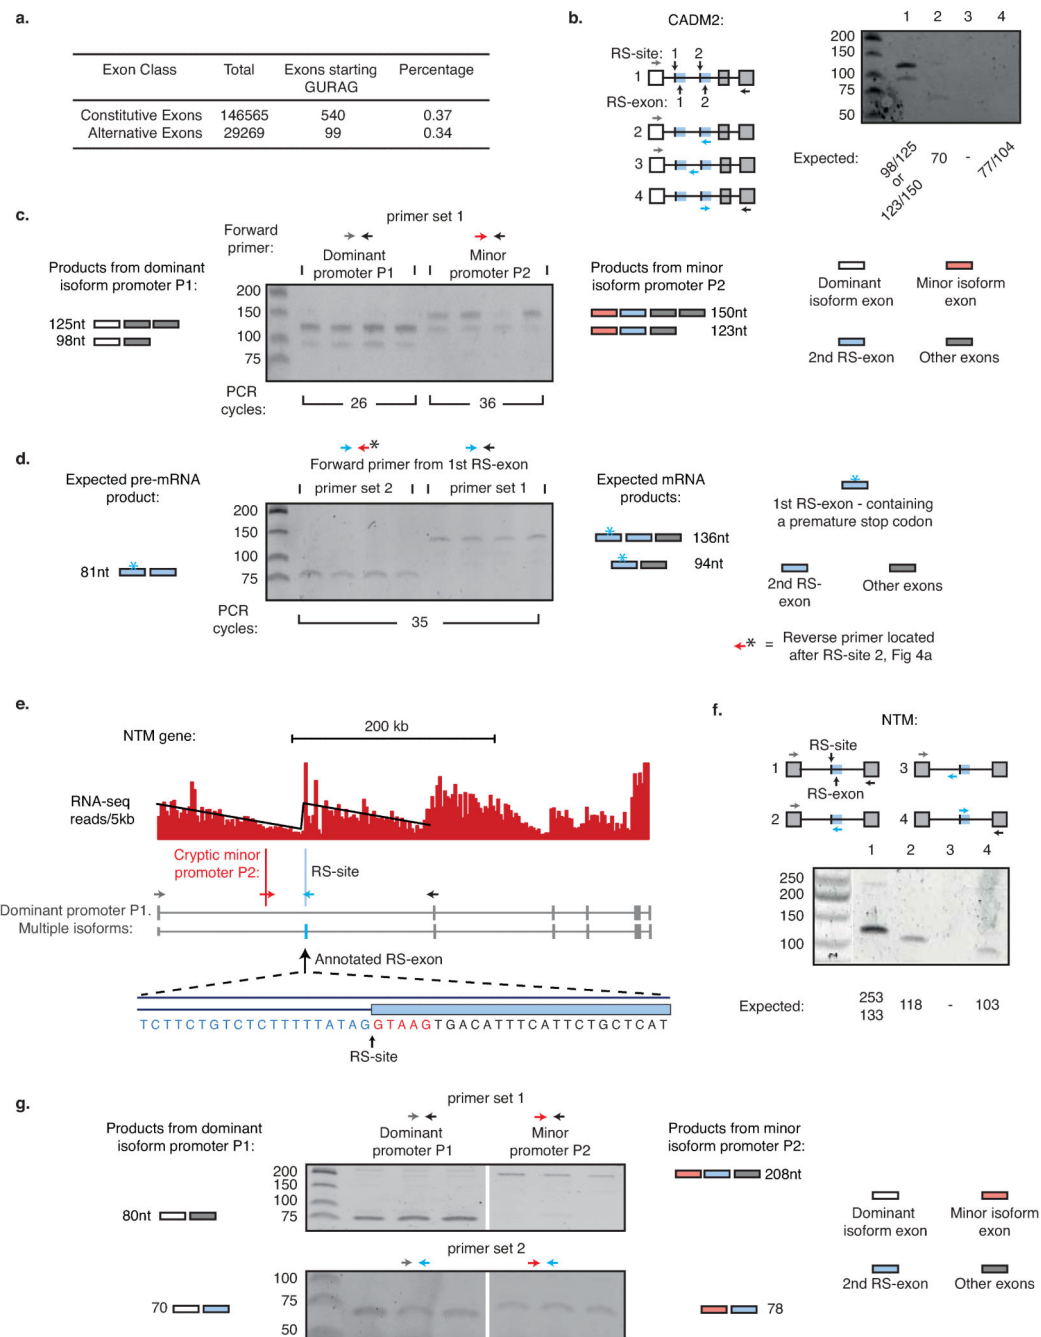 a.
Exon Class Total Exons starting GURAG Percentage
Constitutive Exons 146565 540 0.37
Alternative Exons 29269 99 0.34
b.
CADM2:
RS-site: 1 2
1
RS-exon: 1 2
2
3
4
1 2 3 4
200
150
100
75
50
Expected: 98/125 or 123/150 70 - 77/104
c.
primer set 1
Forward primer:
Dominant promoter P1
Minor promoter P2
Products from dominant isoform promoter P1:
125nt
98nt
200
150
100
75
PCR cycles: 26 36
Products from minor isoform promoter P2
150nt
123nt
Dominant isoform exon
Minor isoform exon
2nd RS-exon
Other exons
d.
*
Forward primer from 1st RS-exon
primer set 2 primer set 1
Expected pre-mRNA product:
*
81nt
200
150
100
75
PCR cycles: 35
Expected mRNA products:
*
136nt
*
94nt
*
1st RS-exon - containing a premature stop codon
2nd RS-exon
Other exons
* = Reverse primer located after RS-site 2, Fig 4a
e.
NTM gene:
200 kb
RNA-seq reads/5kb
Cryptic minor promoter P2:
RS-site
Dominant promoter P1.
Multiple isoforms:
Annotated RS-exon
TCTTCTGTCTCTTTTTATAGGTAAGTGACATTTCATTCTGCTCAT
RS-site
f.
NTM:
RS-site
1
RS-exon
2
3
4
1 2 3 4
250
200
150
100
Expected: 253 133 118 - 103
g.
primer set 1
Dominant promoter P1
Minor promoter P2
Products from dominant isoform promoter P1:
80nt
200
150
100
75
Products from minor isoform promoter P2:
208nt
primer set 2
70
100
75
50
78
Dominant isoform exon
Minor isoform exon
2nd RS-exon
Other exons